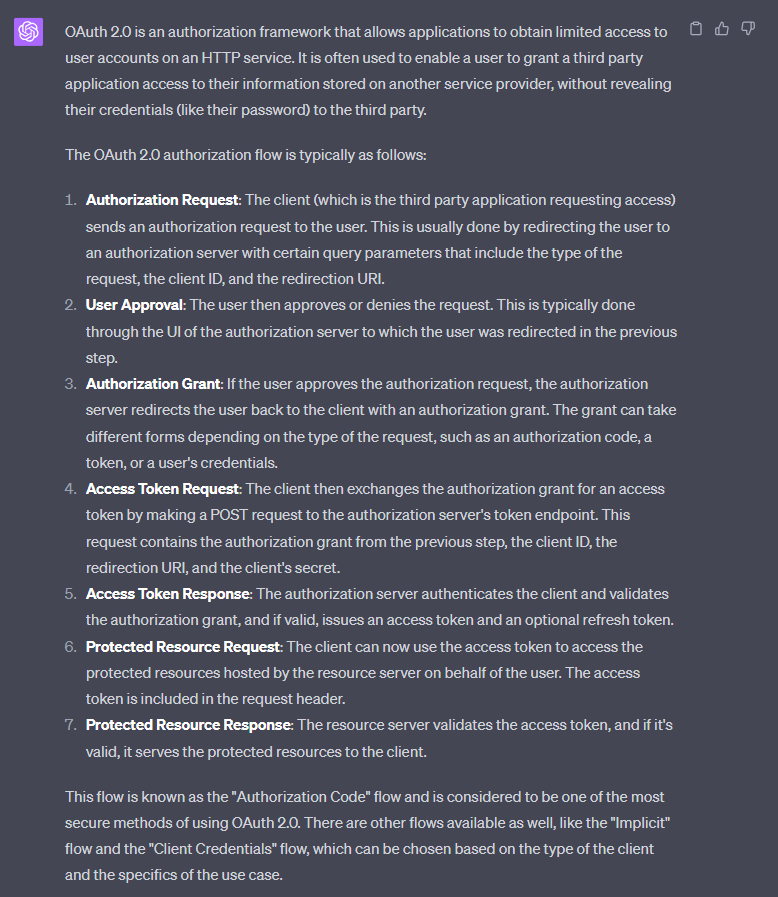 OAuth 2.0 is an authorization framework that allows applications to obtain limited access to
user accounts on an HTTP service. It is often used to enable a user to grant a third party
application access to their information stored on another service provider, without revealing
their credentials (like their password) to the third party.
The OAuth 2.0 authorization flow is typically as follows:
1. Authorization Request: The client (which is the third party application requesting access)
sends an authorization request to the user. This is usually done by redirecting the user to
an authorization server with certain query parameters that include the type of the
request, the client ID, and the redirection URI.
2. User Approval: The user then approves or denies the request. This is typically done
through the UI of the authorization server to which the user was redirected in the previous
step.
3. Authorization Grant: If the user approves the authorization request, the authorization
server redirects the user back to the client with an authorization grant. The grant can take
different forms depending on the type of the request, such as an authorization code, a
token, or a user's credentials.
4. Access Token Request: The client then exchanges the authorization grant for an access
token by making a POST request to the authorization server's token endpoint. This
request contains the authorization grant from the previous step, the client ID, the
redirection URI, and the client's secret.
5. Access Token Response: The authorization server authenticates the client and validates
the authorization grant, and if valid, issues an access token and an optional refresh token.
6. Protected Resource Request: The client can now use the access token to access the
protected resources hosted by the resource server on behalf of the user. The access
token is included in the request header.
7. Protected Resource Response: The resource server validates the access token, and if it's
valid, it serves the protected resources to the client.
This flow is known as the "Authorization Code" flow and is considered to be one of the most
secure methods of using OAuth 2.0. There are other flows available as well, like the "Implicit"
flow and the "Client Credentials" flow, which can be chosen based on the type of the client
and the specifics of the use case.